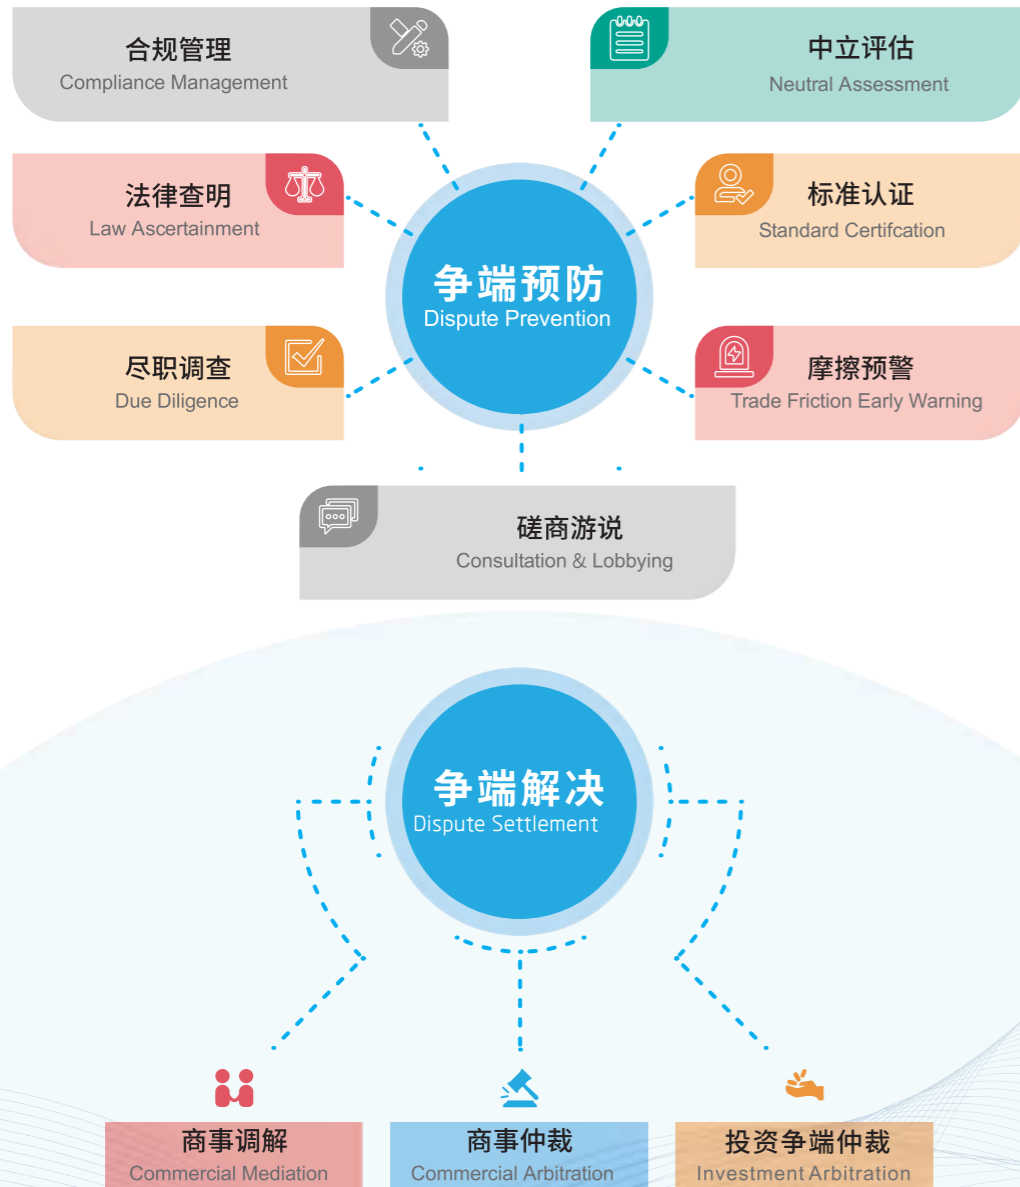 合规管理
Compliance Management
中立评估
Neutral Assessment
法律查明
Law Ascertainment
标准认证
Standard Certifcation
争端预防
Dispute Prevention
尽职调查
Due Diligence
摩擦预警
Trade Friction Early Warning
磋商游说
Consultation & Lobbying
争端解决
Dispute Settlement
商事调解
Commercial Mediation
商事仲裁
Commercial Arbitration
投资争端仲裁
Investment Arbitration